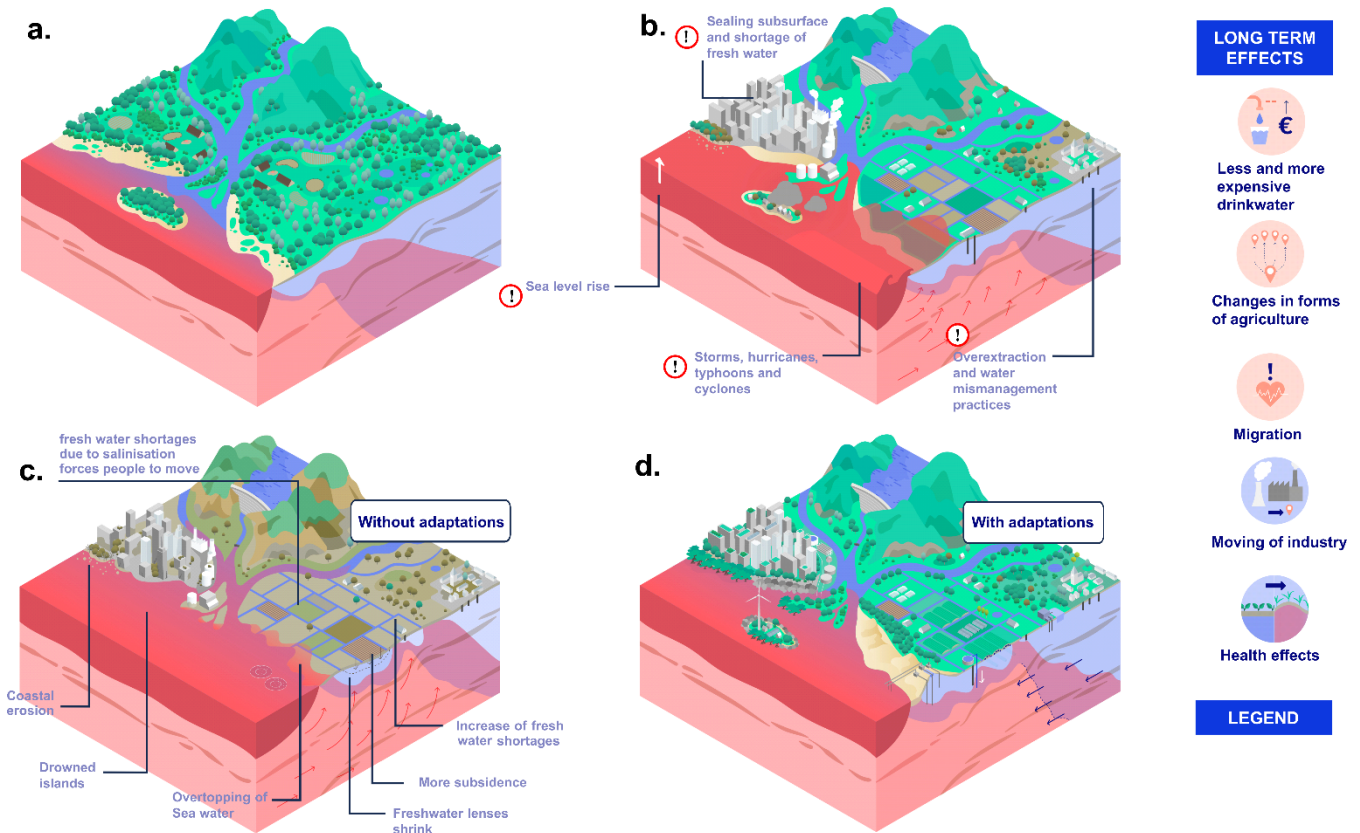 a.
b.
!
Sealing subsurface
and shortage of
fresh water
!
Sea level rise
!
Storms, hurricanes,
typhoons and
cyclones
!
Overextraction
and water
mismanagement
practices
c.
fresh water shortages
due to salinisation
forces people to move
Without adaptations
Coastal
erosion
Drowned
islands
Overtopping of
Sea water
Freshwater lenses
shrink
More subsidence
Increase of fresh
water shortages
d.
With adaptations
LONG TERM
EFFECTS
€
Less and more
expensive
drinkwater
Changes in forms
of agriculture
!
Migration
Moving of industry
Health effects
LEGEND